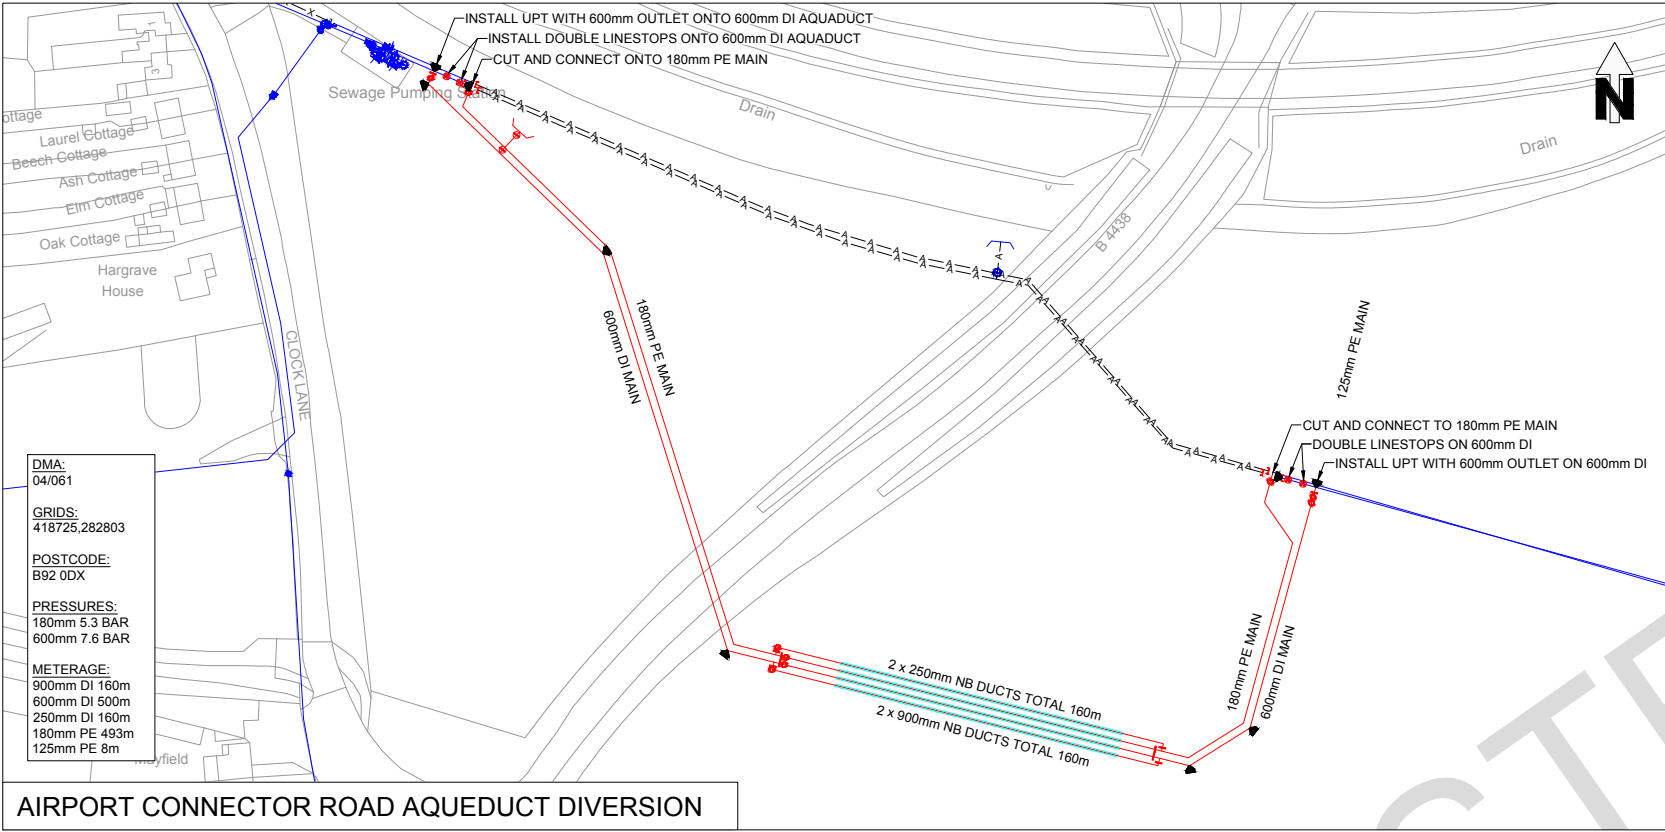 INSTALL UPT WITH 600mm OUTLET ONTO 600mm DI AQUADUCT
INSTALL DOUBLE LINESTOPS ONTO 600mm DI AQUADUCT
CUT AND CONNECT ONTO 180mm PE MAIN
Sewage Pumping Station
Drain
Drain
N
3
1
ottage
Laurel Cottage
Beech Cottage
Ash Cottage
Elm Cottage
Oak Cottage
Hargrave
House
CLOCK LANE
B 4438
180mm PE MAIN
600mm DI MAIN
125mm PE MAIN
CUT AND CONNECT TO 180mm PE MAIN
DOUBLE LINESTOPS ON 600mm DI
INSTALL UPT WITH 600mm OUTLET ON 600mm DI
DMA:
04/061
GRIDS:
418725,282803
POSTCODE:
B92 0DX
PRESSURES:
180mm 5.3 BAR
600mm 7.6 BAR
METERAGE:
900mm DI 160m
600mm DI 500m
250mm DI 160m
180mm PE 493m
125mm PE 8m
Mayfield
2 x 250mm NB DUCTS TOTAL 160m
2 x 900mm NB DUCTS TOTAL 160m
180mm PE MAIN
600mm DI MAIN
AIRPORT CONNECTOR ROAD AQUEDUCT DIVERSION